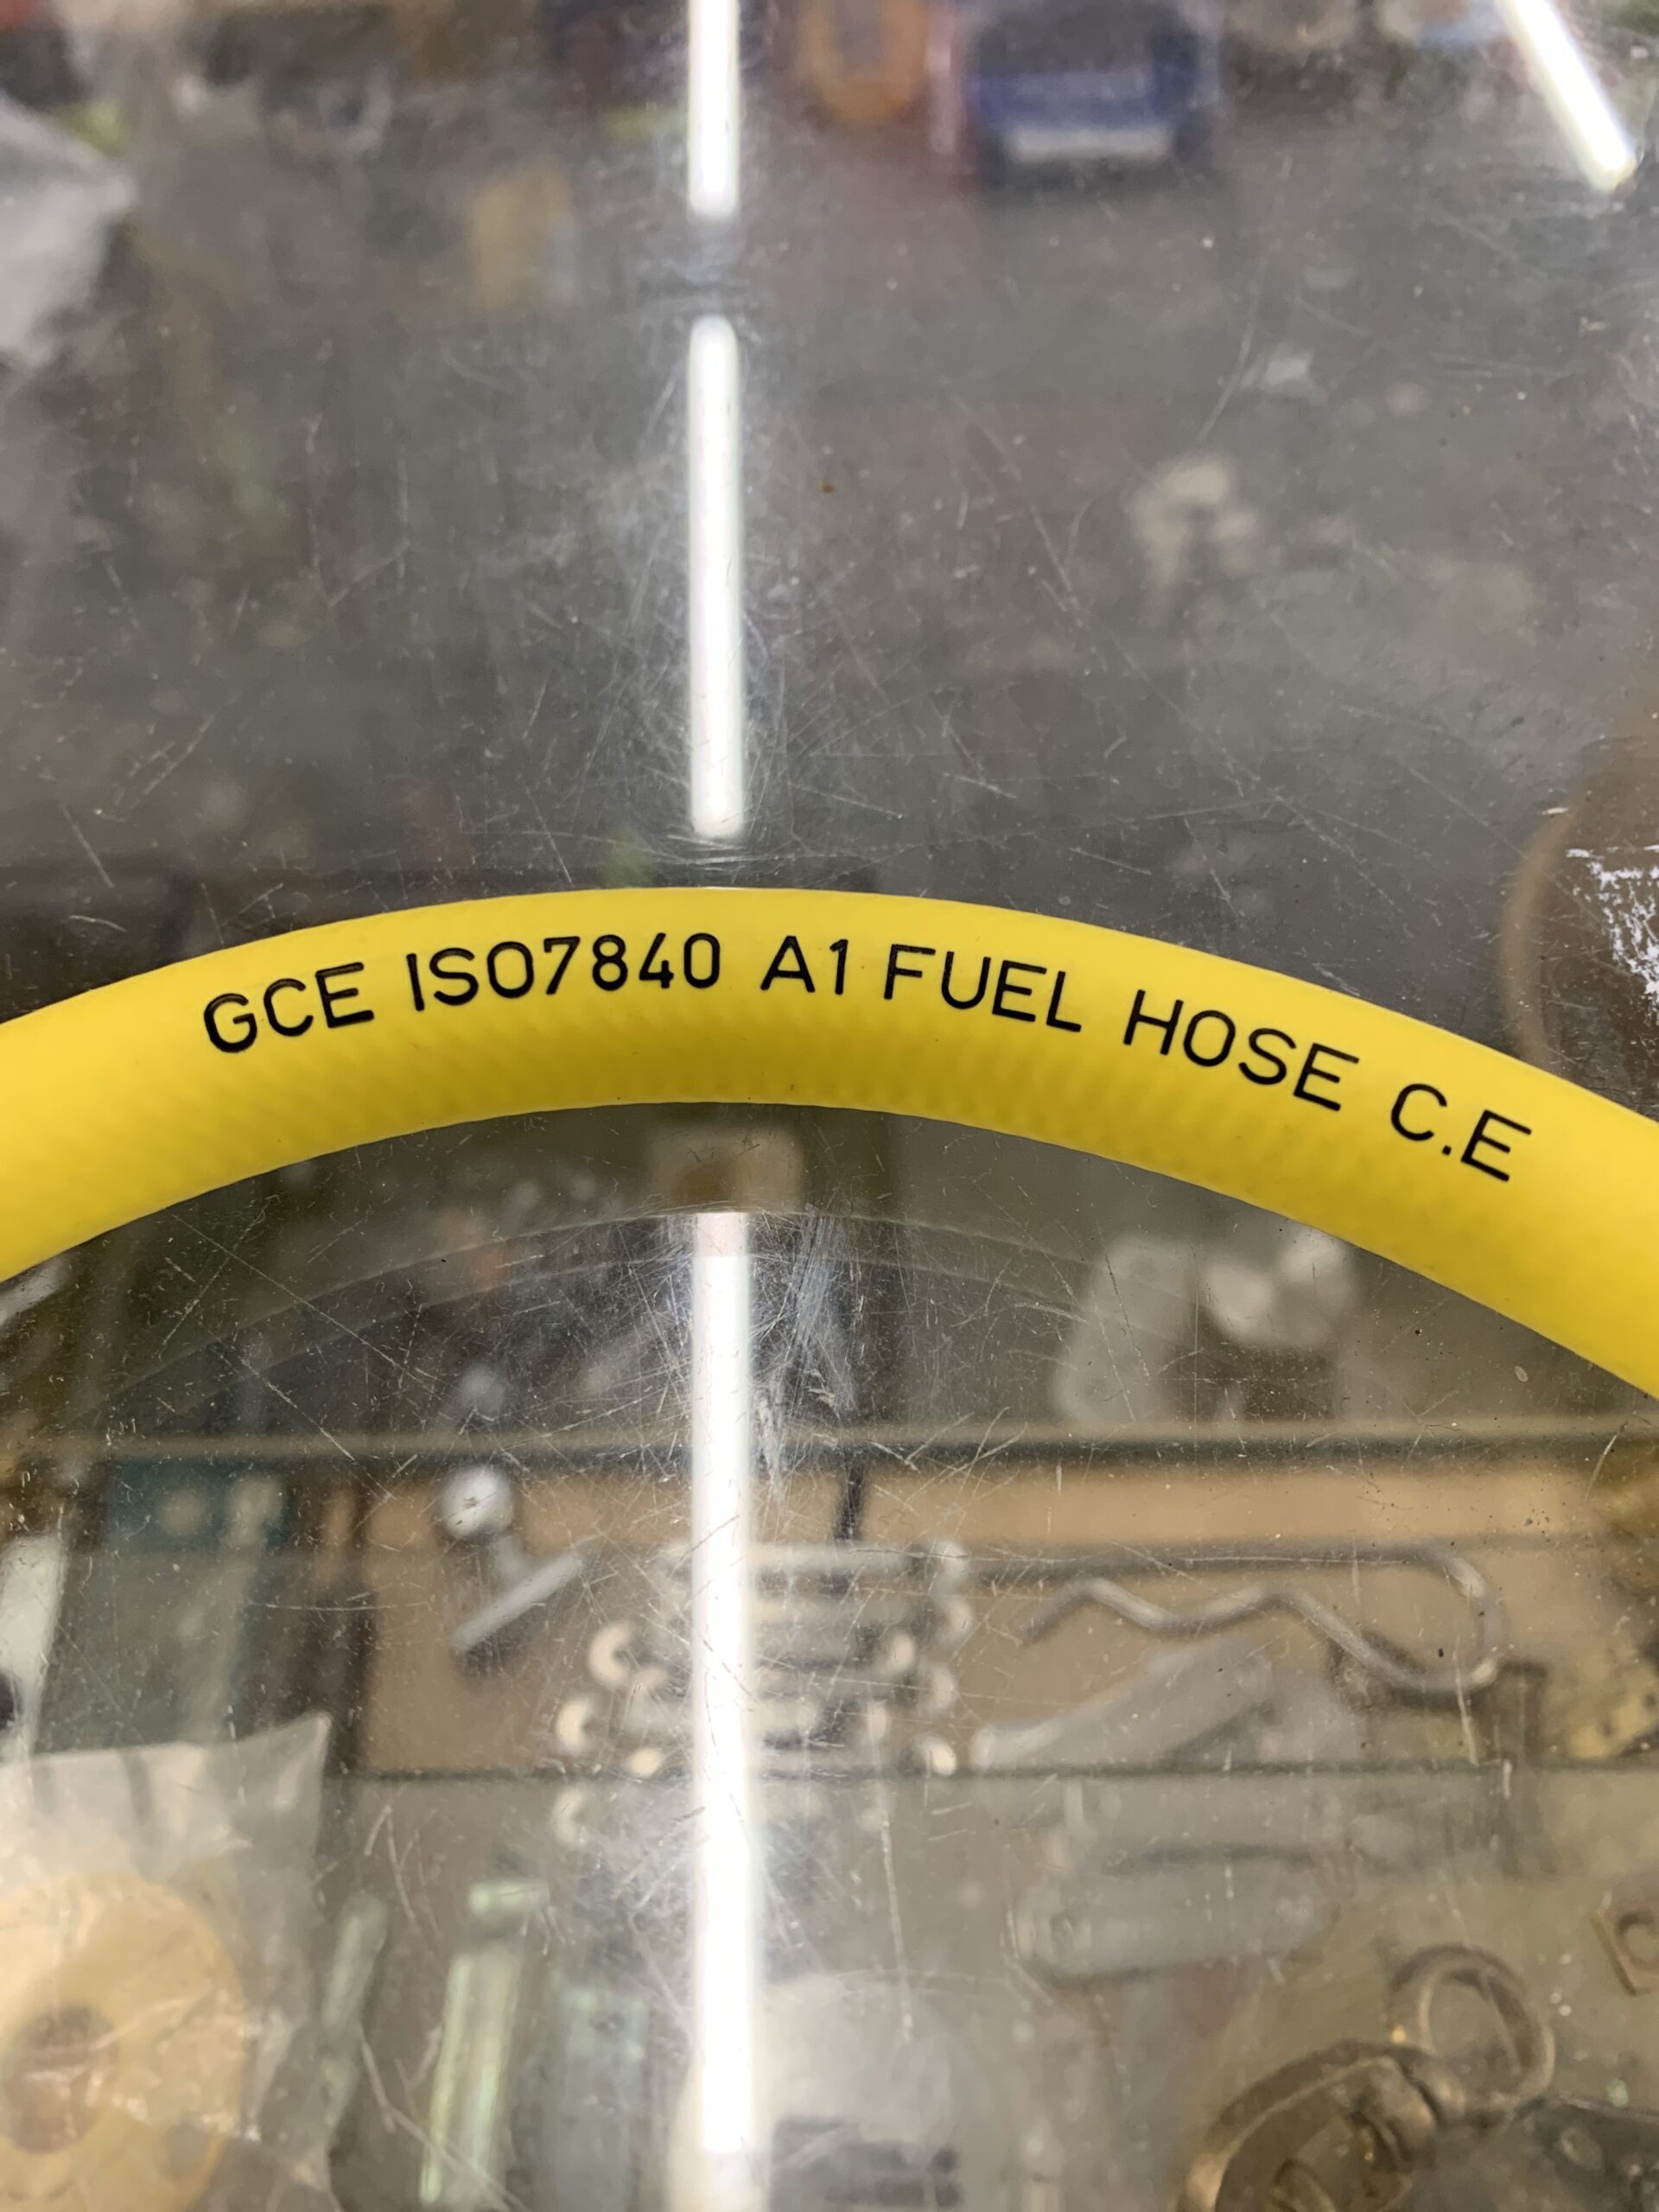 GCE ISO7840 A1 FUEL HOSE C.E